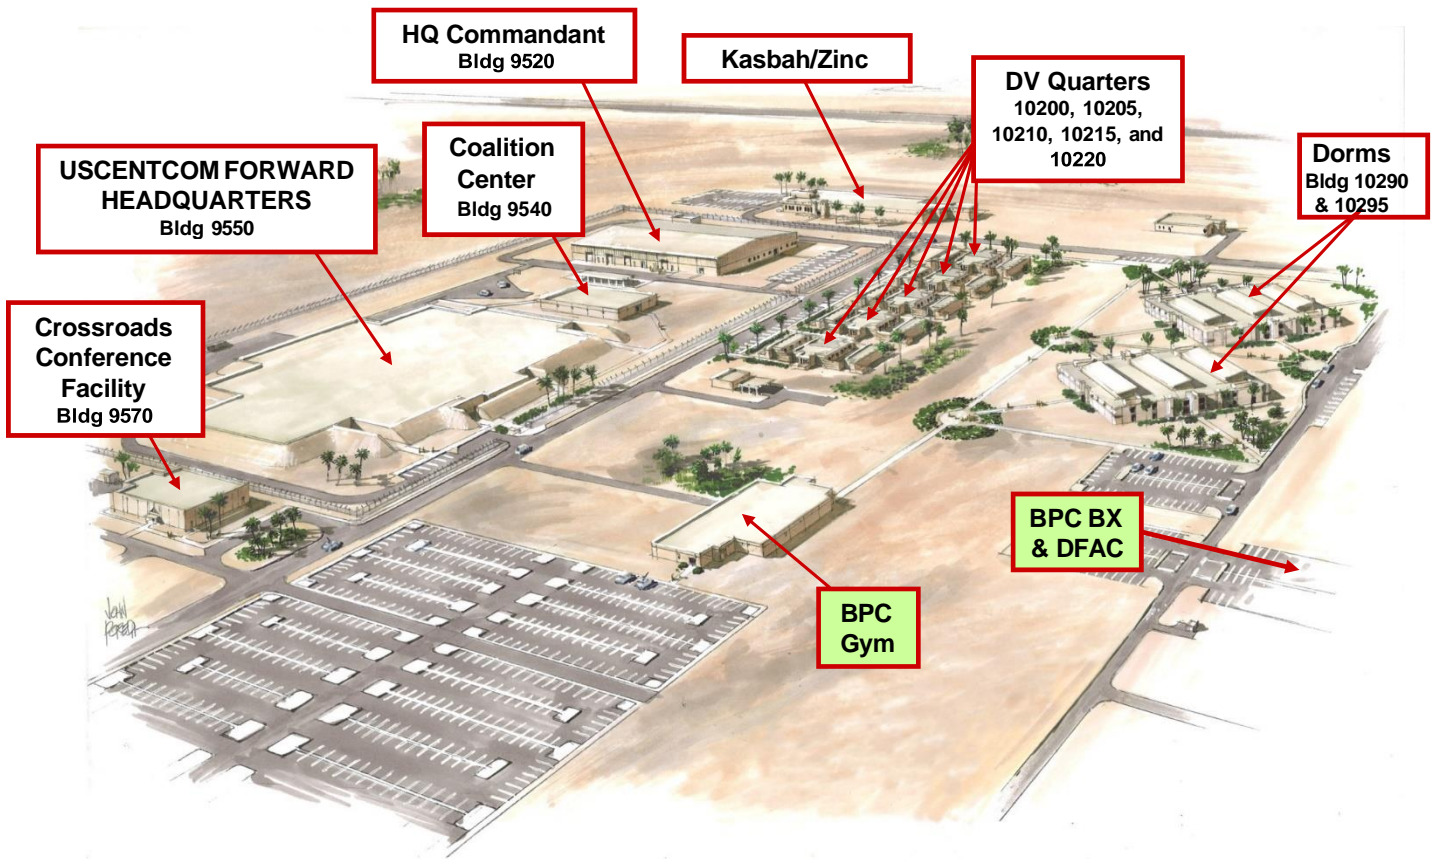 HQ Commandant
Bldg 9520
Kasbah/Zinc
DV Quarters
10200, 10205,
10210, 10215, and
10220
Coalition
Center
Bldg 9540
Dorms
Bldg 10290
& 10295
USCENTCOM FORWARD
HEADQUARTERS
Bldg 9550
Crossroads
Conference
Facility
Bldg 9570
BPC BX
& DFAC
BPC
Gym